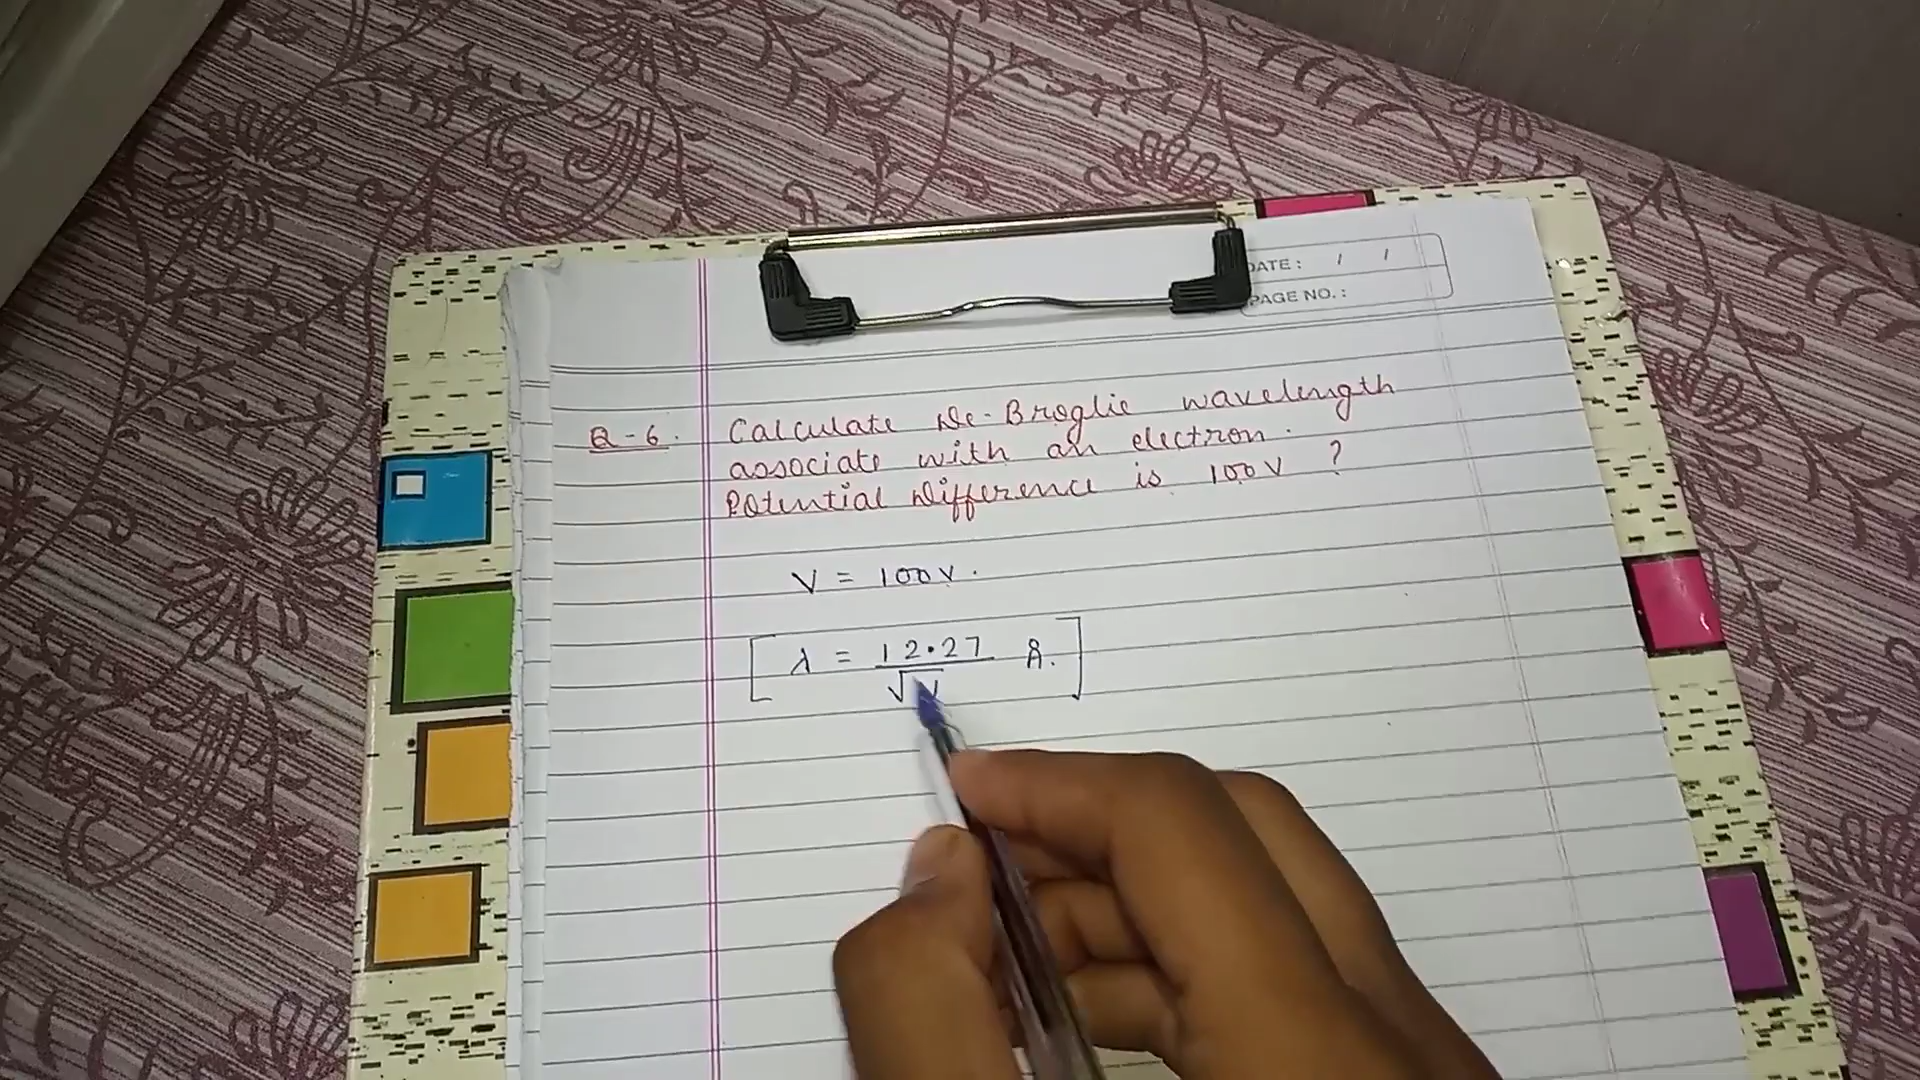 DATE: / /
PAGE NO.:
Q-6. Calculate De-Broglie wavelength
associate with an electron.
Potential Difference is 100V ?
V = 100V.
[ λ = 12.27 / √V Å. ]